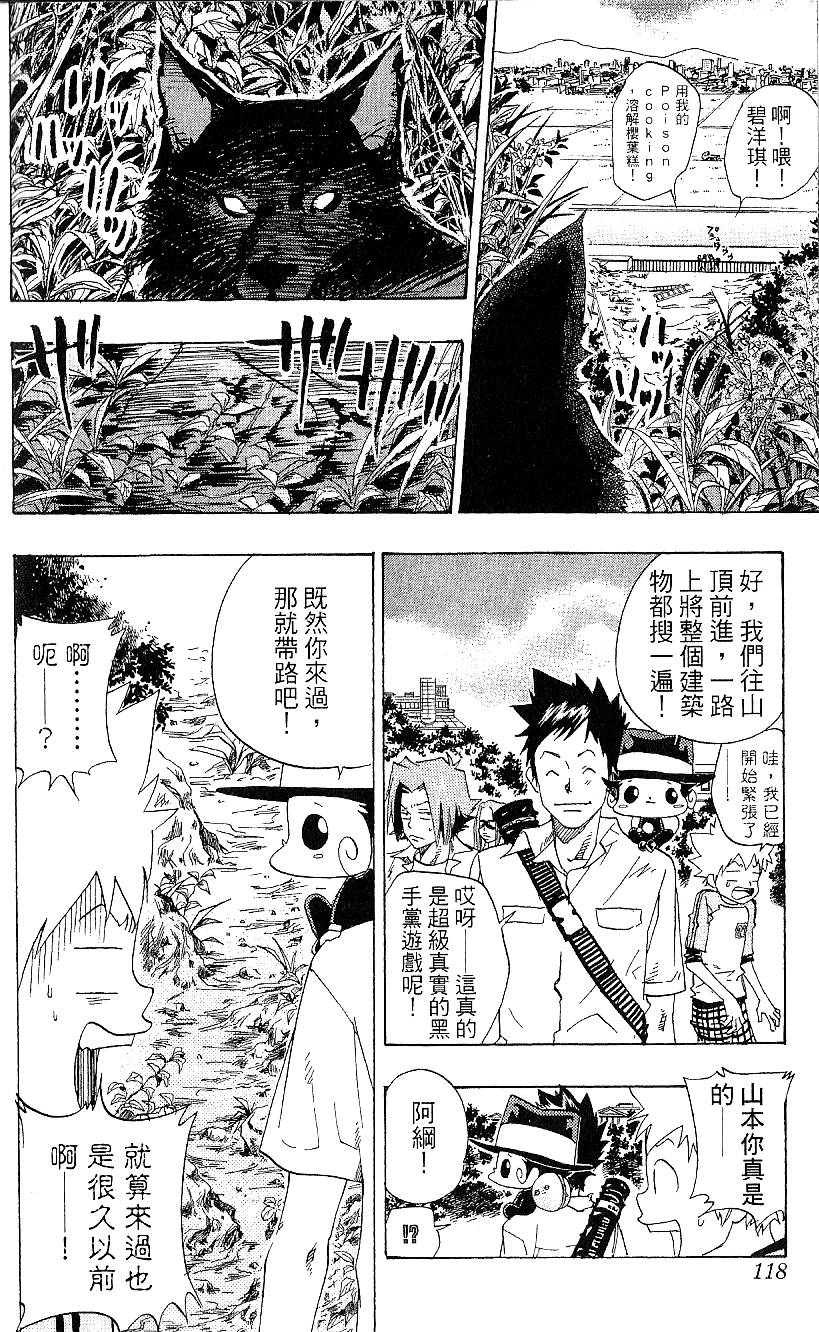 啊！喂！
碧洋琪！
用我的
Poison
cooking
，溶解櫻葉糕！
好，我們往山
頂前進，一路
上將整個建築
物都搜一遍！
哇，我已經
開始緊張了
…！
哎呀──這真的
是超級真實的黑
手黨遊戲呢！
山本你真是
的──
阿綱！
!?
既然你來過，
那就帶路吧！
啊……
呃──？
就算來過也
是很久以前
啊──！
118